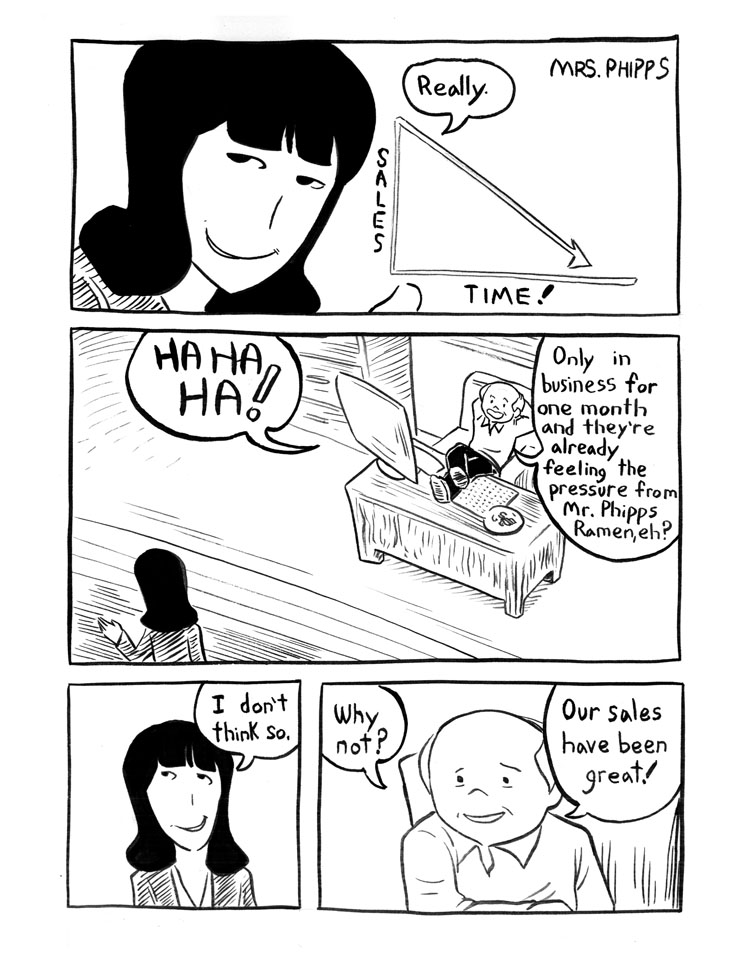 MRS. PHIPPS
Really.
SALES
TIME!
HA HA
HA!
Only in
business for
one month
and they're
already
feeling the
pressure from
Mr. Phipps
Ramen, eh?
I don't
think so.
Why
not?
Our sales
have been
great!